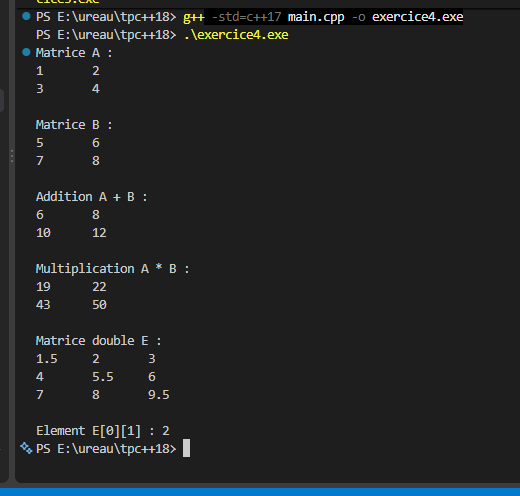 PS E:\ureau\tpc++18> g++ -std=c++17 main.cpp -o exercice4.exe
PS E:\ureau\tpc++18> .\exercice4.exe
Matrice A :
1 2
3 4
Matrice B :
5 6
7 8
Addition A + B :
6 8
10 12
Multiplication A * B :
19 22
43 50
Matrice double E :
1.5 2 3
4 5.5 6
7 8 9.5
Element E[0][1] : 2
PS E:\ureau\tpc++18>